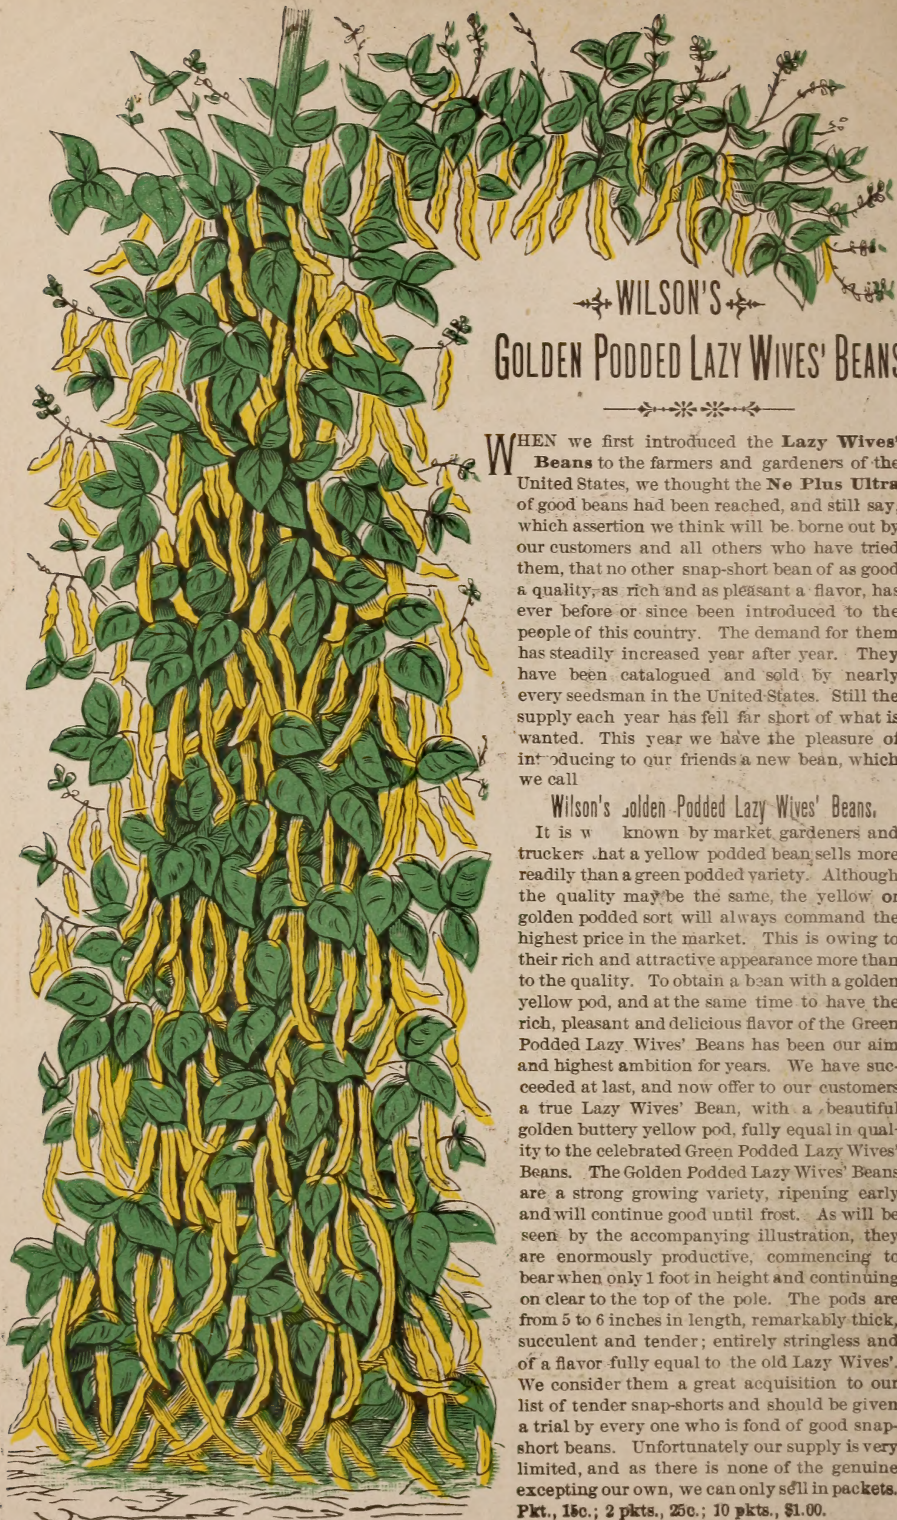 WILSON'S
GOLDEN PODDED LAZY WIVES' BEANS
WHEN we first introduced the Lazy Wives'
Beans to the farmers and gardeners of the
United States, we thought the Ne Plus Ultra
of good beans had been reached, and still say,
which assertion we think will be borne out by
our customers and all others who have tried
them, that no other snap-short bean of as good
a quality, as rich and as pleasant a flavor, has
ever before or since been introduced to the
people of this country. The demand for them
has steadily increased year after year. They
have been catalogued and sold by nearly
every seedsman in the United States. Still the
supply each year has fell far short of what is
wanted. This year we have the pleasure of
introducing to our friends a new bean, which
we call
Wilson's Golden Podded Lazy Wives' Beans.
It is known by market gardeners and
truckers that a yellow podded bean sells more
readily than a green podded variety. Although
the quality may be the same, the yellow or
golden podded sort will always command the
highest price in the market. This is owing to
their rich and attractive appearance more than
to the quality. To obtain a bean with a golden
yellow pod, and at the same time to have the
rich, pleasant and delicious flavor of the Green
Podded Lazy Wives' Beans has been our aim
and highest ambition for years. We have suc-
ceeded at last, and now offer to our customers
a true Lazy Wives' Bean, with a beautiful
golden buttery yellow pod, fully equal in qual-
ity to the celebrated Green Podded Lazy Wives'
Beans. The Golden Podded Lazy Wives' Beans
are a strong growing variety, ripening early
and will continue good until frost. As will be
seen by the accompanying illustration, they
are enormously productive, commencing to
bear when only 1 foot in height and continuing
on clear to the top of the pole. The pods are
from 5 to 6 inches in length, remarkably thick,
succulent and tender; entirely stringless and
of a flavor fully equal to the old Lazy Wives'.
We consider them a great acquisition to our
list of tender snap-shorts and should be given
a trial by every one who is fond of good snap-
short beans. Unfortunately our supply is very
limited, and as there is none of the genuine
excepting our own, we can only sell in packets.
Pkt., 15c.; 2 pkts., 25c.; 10 pkts., $1.00.